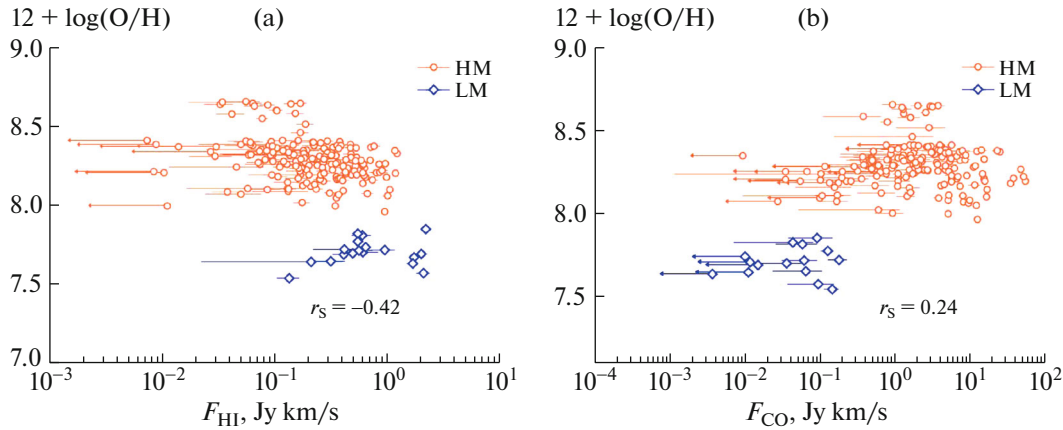 12 + log(O/H) (a)
9.0
8.5
8.0
7.5
7.0
HM
LM
r_S = –0.42
10^−3 10^−2 10^−1 10^0 10^1
F_HI, Jy km/s
12 + log(O/H) (b)
9.0
8.5
8.0
7.5
7.1
HM
LM
r_S = 0.24
10^−3 10^−2 10^−1 10^0 10^1 10^2
F_CO, Jy km/s